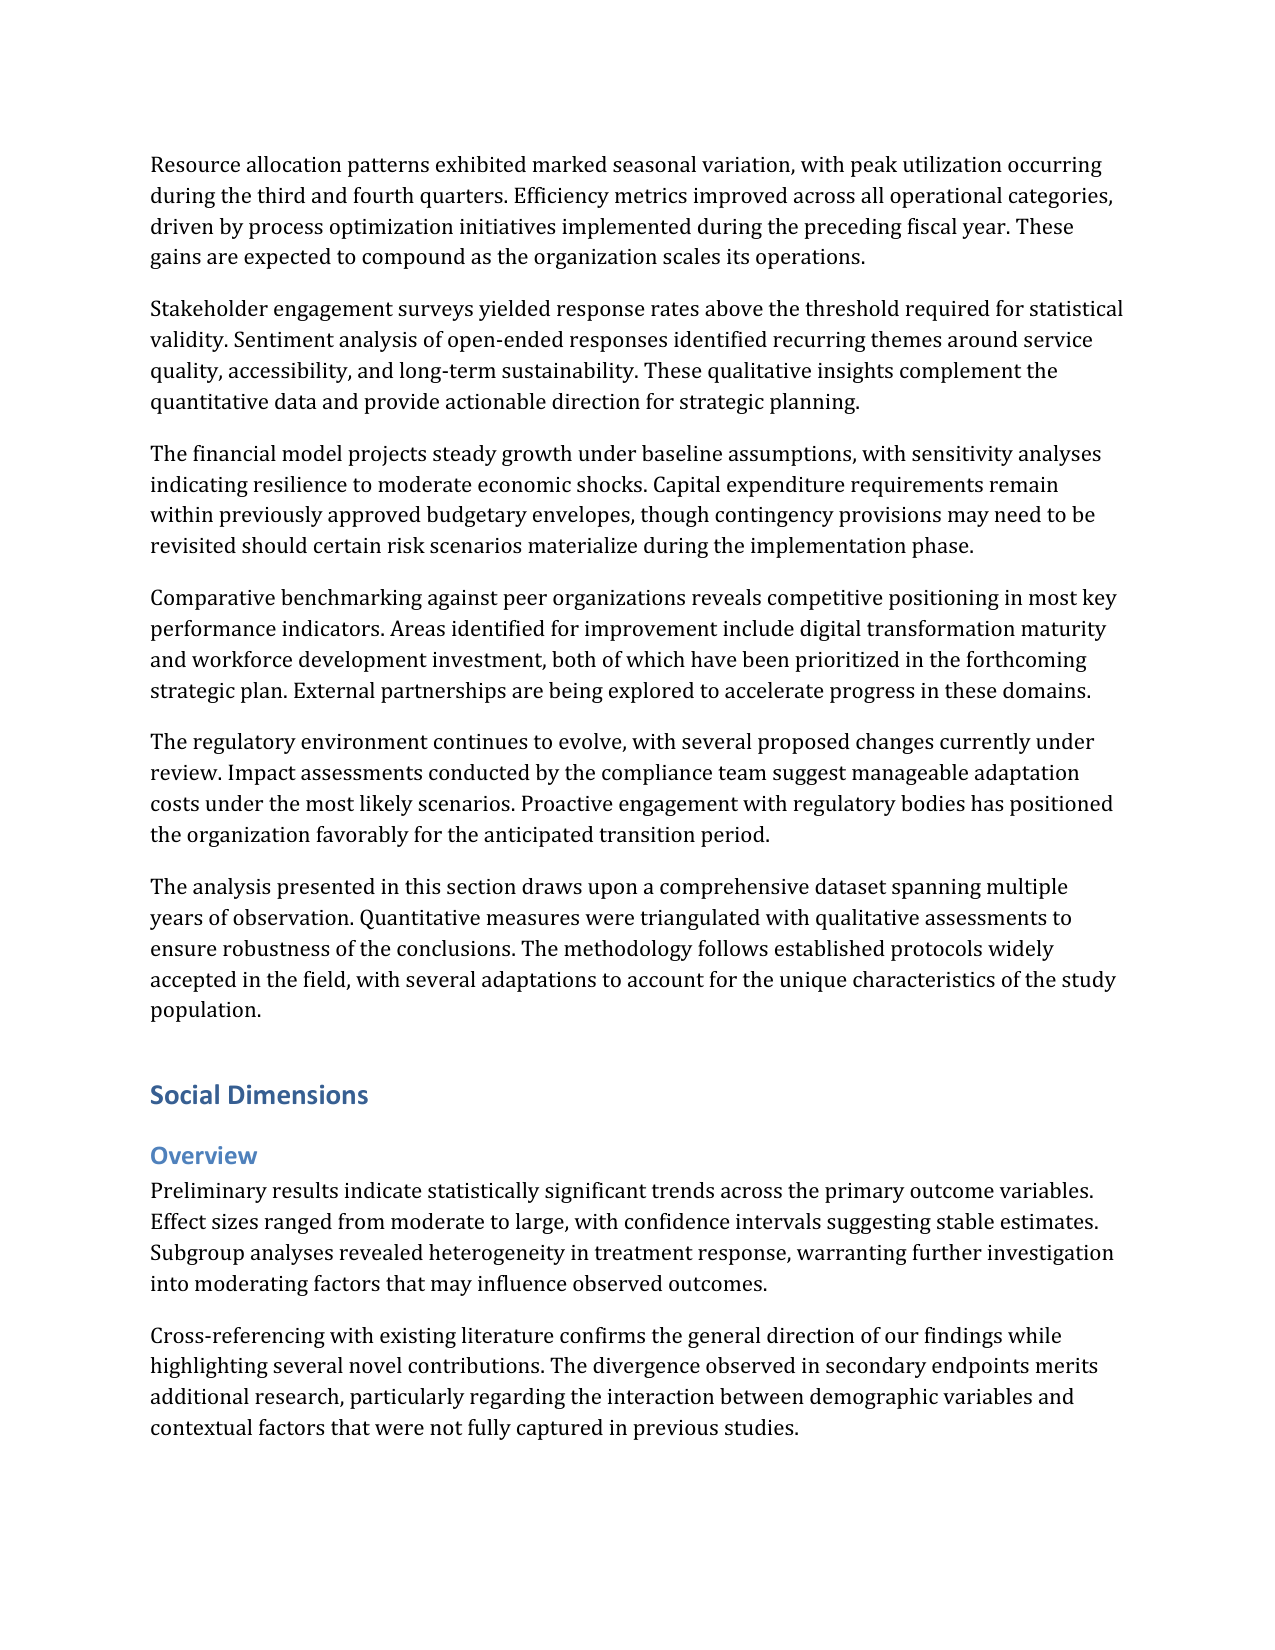 Resource allocation patterns exhibited marked seasonal variation, with peak utilization occurring
during the third and fourth quarters. Efficiency metrics improved across all operational categories,
driven by process optimization initiatives implemented during the preceding fiscal year. These
gains are expected to compound as the organization scales its operations.
Stakeholder engagement surveys yielded response rates above the threshold required for statistical
validity. Sentiment analysis of open-ended responses identified recurring themes around service
quality, accessibility, and long-term sustainability. These qualitative insights complement the
quantitative data and provide actionable direction for strategic planning.
The financial model projects steady growth under baseline assumptions, with sensitivity analyses
indicating resilience to moderate economic shocks. Capital expenditure requirements remain
within previously approved budgetary envelopes, though contingency provisions may need to be
revisited should certain risk scenarios materialize during the implementation phase.
Comparative benchmarking against peer organizations reveals competitive positioning in most key
performance indicators. Areas identified for improvement include digital transformation maturity
and workforce development investment, both of which have been prioritized in the forthcoming
strategic plan. External partnerships are being explored to accelerate progress in these domains.
The regulatory environment continues to evolve, with several proposed changes currently under
review. Impact assessments conducted by the compliance team suggest manageable adaptation
costs under the most likely scenarios. Proactive engagement with regulatory bodies has positioned
the organization favorably for the anticipated transition period.
The analysis presented in this section draws upon a comprehensive dataset spanning multiple
years of observation. Quantitative measures were triangulated with qualitative assessments to
ensure robustness of the conclusions. The methodology follows established protocols widely
accepted in the field, with several adaptations to account for the unique characteristics of the study
population.
Social Dimensions
Overview
Preliminary results indicate statistically significant trends across the primary outcome variables.
Effect sizes ranged from moderate to large, with confidence intervals suggesting stable estimates.
Subgroup analyses revealed heterogeneity in treatment response, warranting further investigation
into moderating factors that may influence observed outcomes.
Cross-referencing with existing literature confirms the general direction of our findings while
highlighting several novel contributions. The divergence observed in secondary endpoints merits
additional research, particularly regarding the interaction between demographic variables and
contextual factors that were not fully captured in previous studies.